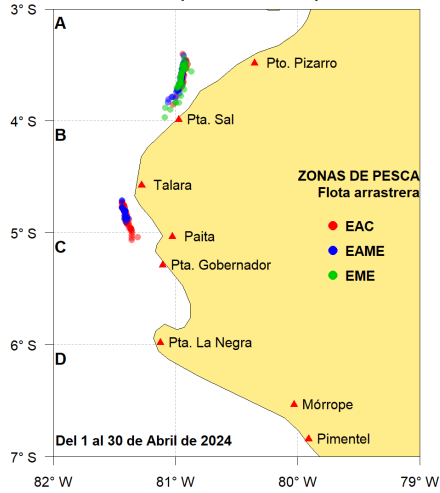 3° S
A
Pto. Pizarro
4° S
Pta. Sal
B
ZONAS DE PESCA
Flota arrastrera
Talara
EAC
5° S
Paita
EAME
C
Pta. Gobernador
EME
6° S
Pta. La Negra
D
Mórrope
Del 1 al 30 de Abril de 2024
Pimentel
7° S
82° W
81° W
80° W
79° W